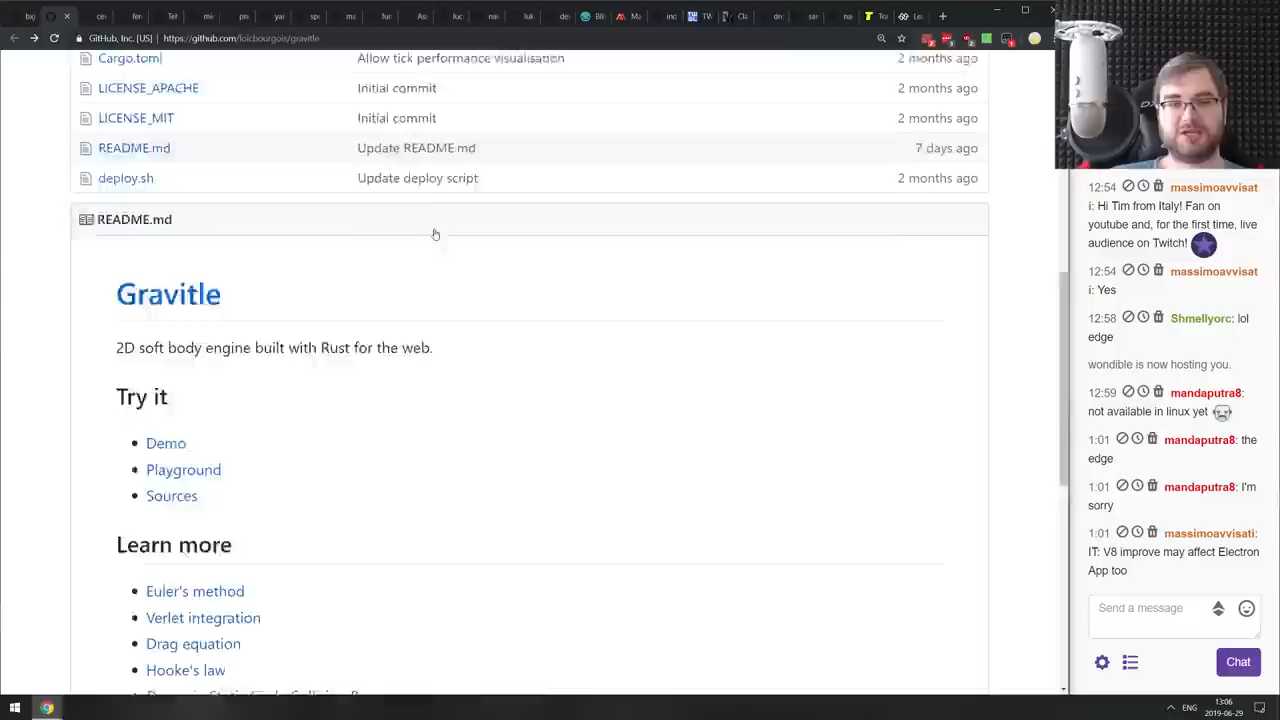 GitHub, Inc. [US]
https://github.com/loicbourgois/gravitle
Cargo.toml Allow tick performance visualisation 2 months ago
LICENSE_APACHE Initial commit 2 months ago
LICENSE_MIT Initial commit 2 months ago
README.md Update README.md 7 days ago
deploy.sh Update deploy script 2 months ago
README.md
Gravitle
2D soft body engine built with Rust for the web.
Try it
Demo
Playground
Sources
Learn more
Euler's method
Verlet integration
Drag equation
Hooke's law
12:54 massimoavvisat
i: Hi Tim from Italy! Fan on
youtube and, for the first time, live
audience on Twitch!
12:54 massimoavvisat
i: Yes
12:58 Shmellyorc: lol
edge
wondible is now hosting you.
12:59 mandaputra8:
not available in linux yet
1:01 mandaputra8: the
edge
1:01 mandaputra8: I'm
sorry
1:01 massimoavvisati:
IT: V8 improve may affect Electron
App too
Send a message
Chat
ENG
13:06
2019-06-29